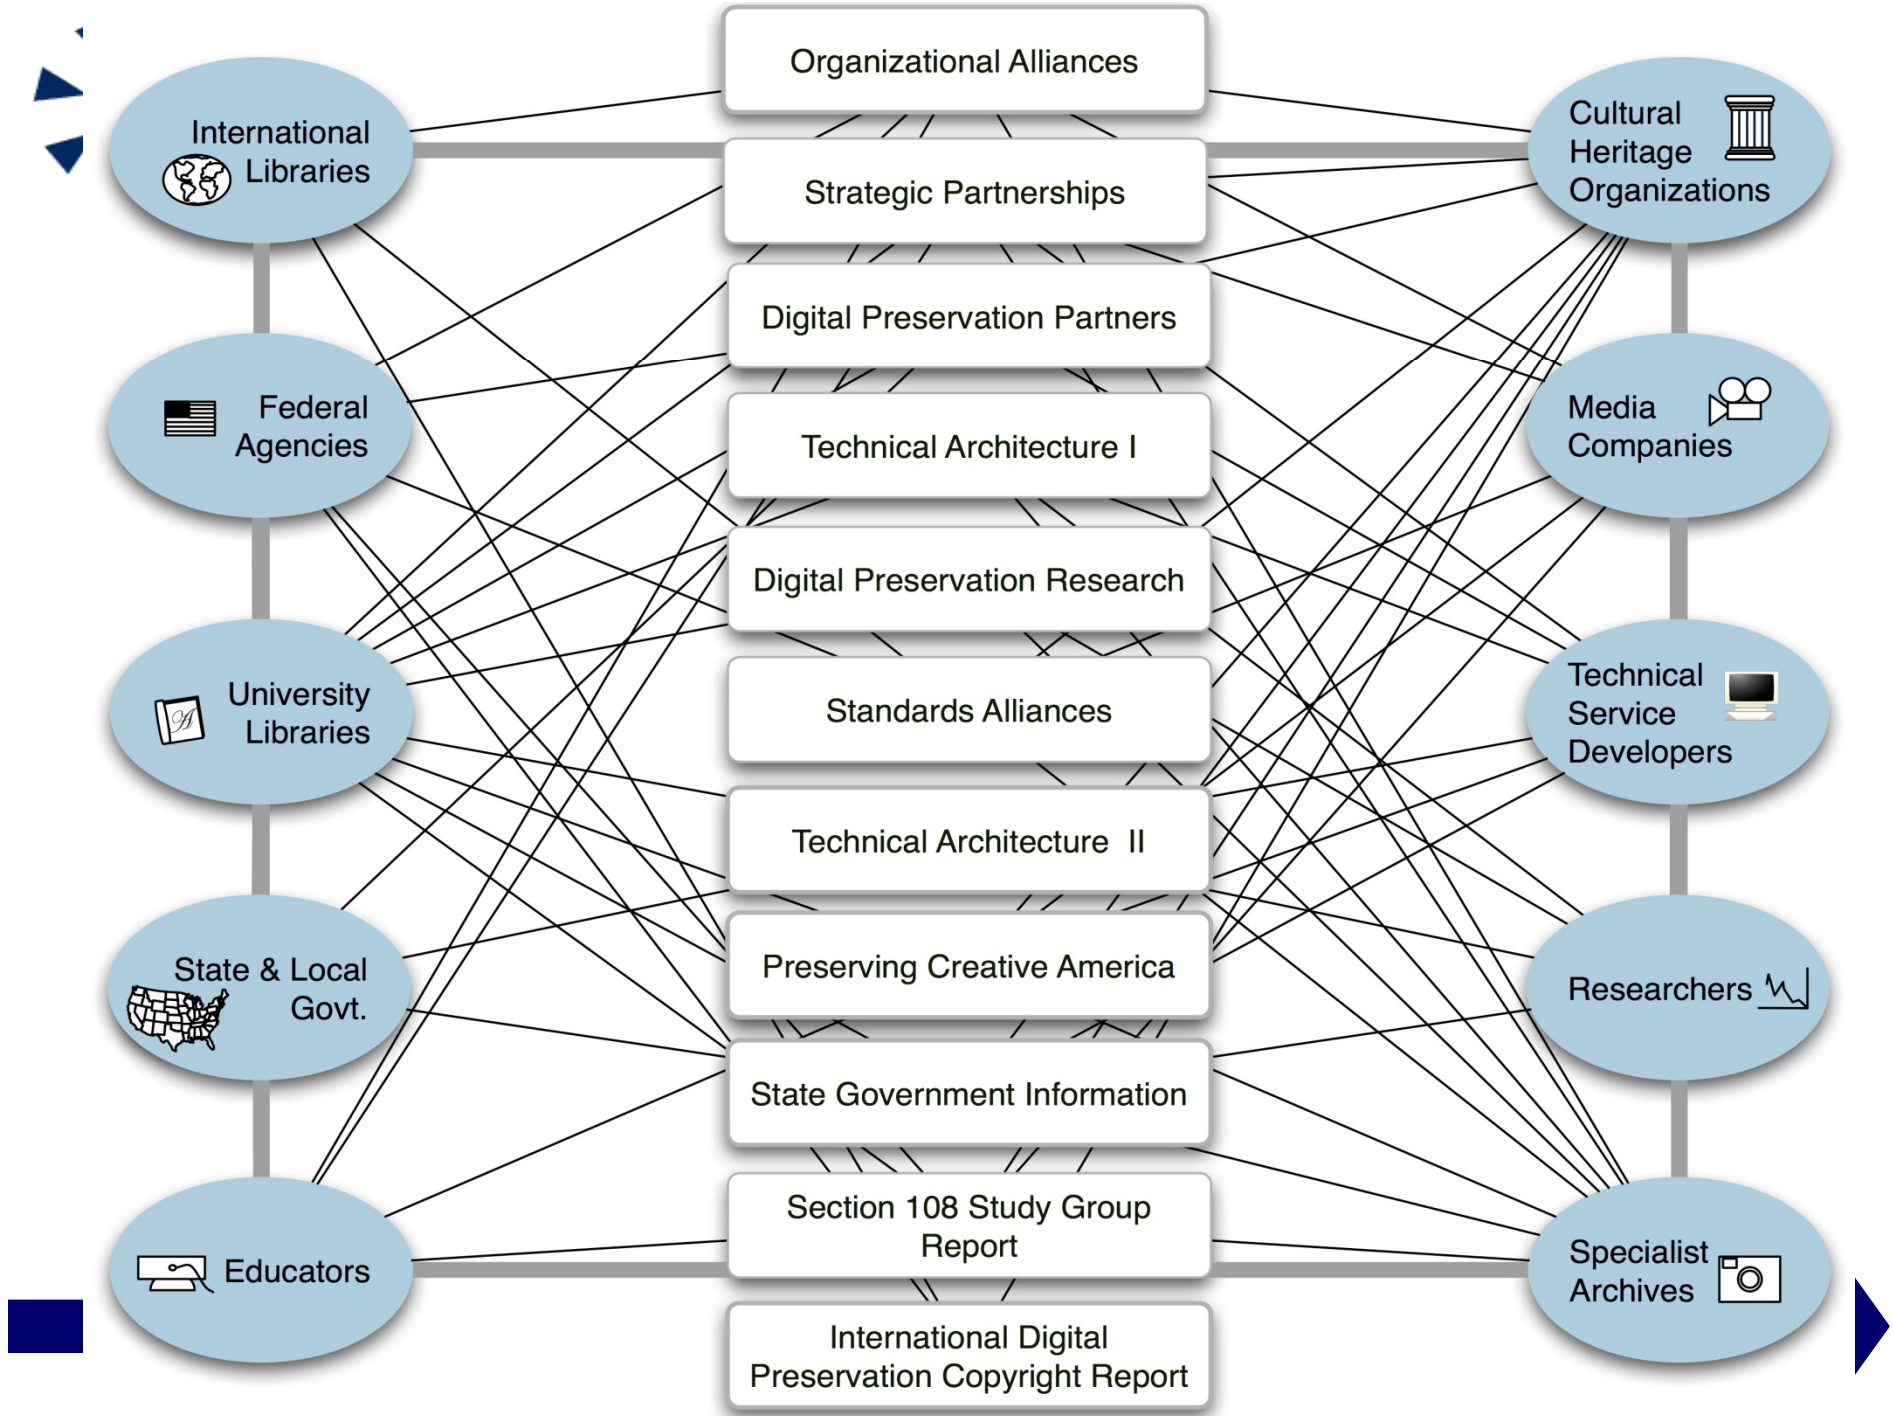 Organizational Alliances
Strategic Partnerships
Digital Preservation Partners
Technical Architecture I
Digital Preservation Research
Standards Alliances
Technical Architecture  II
Preserving Creative America
State Government Information
Section 108 Study Group
Report
International Digital
Preservation Copyright Report
International
Libraries
Federal
Agencies
University
Libraries
State & Local
Govt.
Educators
Cultural
Heritage
Organizations
Media
Companies
Technical
Service
Developers
Researchers
Specialist
Archives